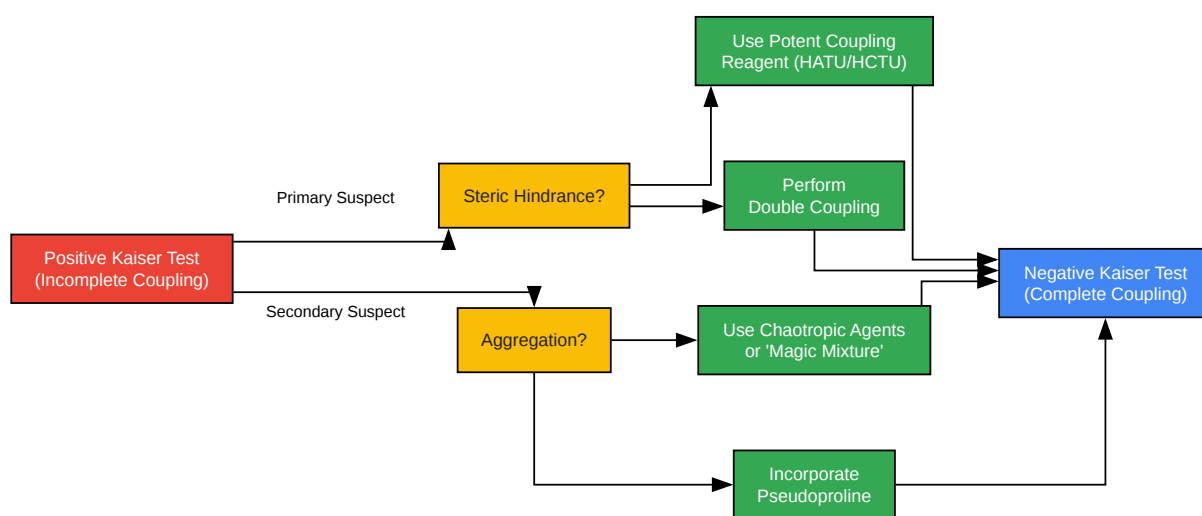 Use Potent Coupling
Reagent (HATU/HCTU)
Primary Suspect
Steric Hindrance?
Perform
Double Coupling
Positive Kaiser Test
(Incomplete Coupling)
Negative Kaiser Test
(Complete Coupling)
Secondary Suspect
Aggregation?
Use Chaotropic Agents
or 'Magic Mixture'
Incorporate
Pseudoproline